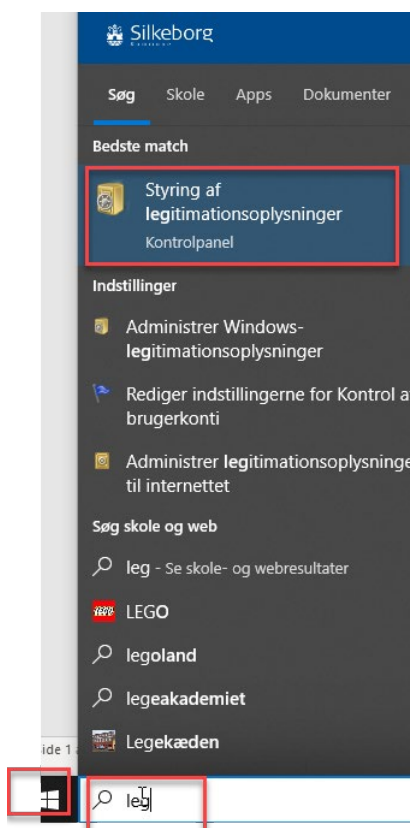 Silkeborg
Kommune
Søg Skole Apps Dokumenter
Bedste match
Styring af
legitimationsoplysninger
Kontrolpanel
Indstillinger
Administrer Windows-
legitimationsoplysninger
Rediger indstillingerne for Kontrol a
brugerkonti
Administrer legitimationsoplysninge
til internettet
Søg skole og web
leg - Se skole- og webresultater
LEGO
legoland
legeakademiet
Legekæden
ide 1
leg